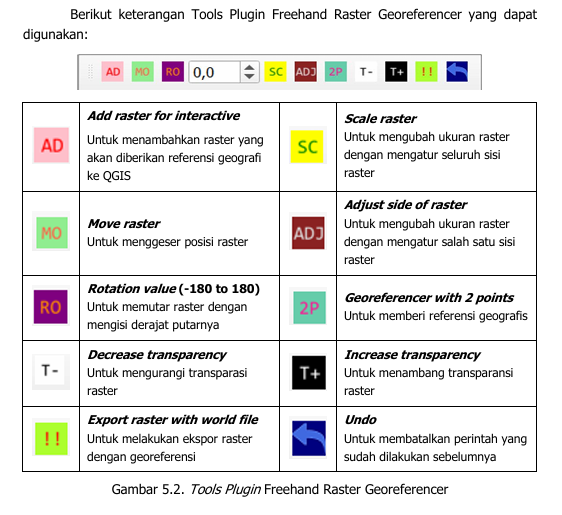 Berikut keterangan Tools Plugin Freehand Raster Georeferencer yang dapat
digunakan:
AD MO RO 0,0 SC ADJ 2P T- T+ !!
AD
Add raster for interactive
Untuk menambahkan raster yang
akan diberikan referensi geografi
ke QGIS
SC
Scale raster
Untuk mengubah ukuran raster
dengan mengatur seluruh sisi
raster
MO
Move raster
Untuk menggeser posisi raster
ADJ
Adjust side of raster
Untuk mengubah ukuran raster
dengan mengatur salah satu sisi
raster
RO
Rotation value (-180 to 180)
Untuk memutar raster dengan
mengisi derajat putarnya
2P
Georeferencer with 2 points
Untuk memberi referensi geografis
T-
Decrease transparency
Untuk mengurangi transparasi
raster
T+
Increase transparency
Untuk menambang transparansi
raster
!!
Export raster with world file
Untuk melakukan ekspor raster
dengan georeferensi
Undo
Untuk membatalkan perintah yang
sudah dilakukan sebelumnya
Gambar 5.2. Tools Plugin Freehand Raster Georeferencer